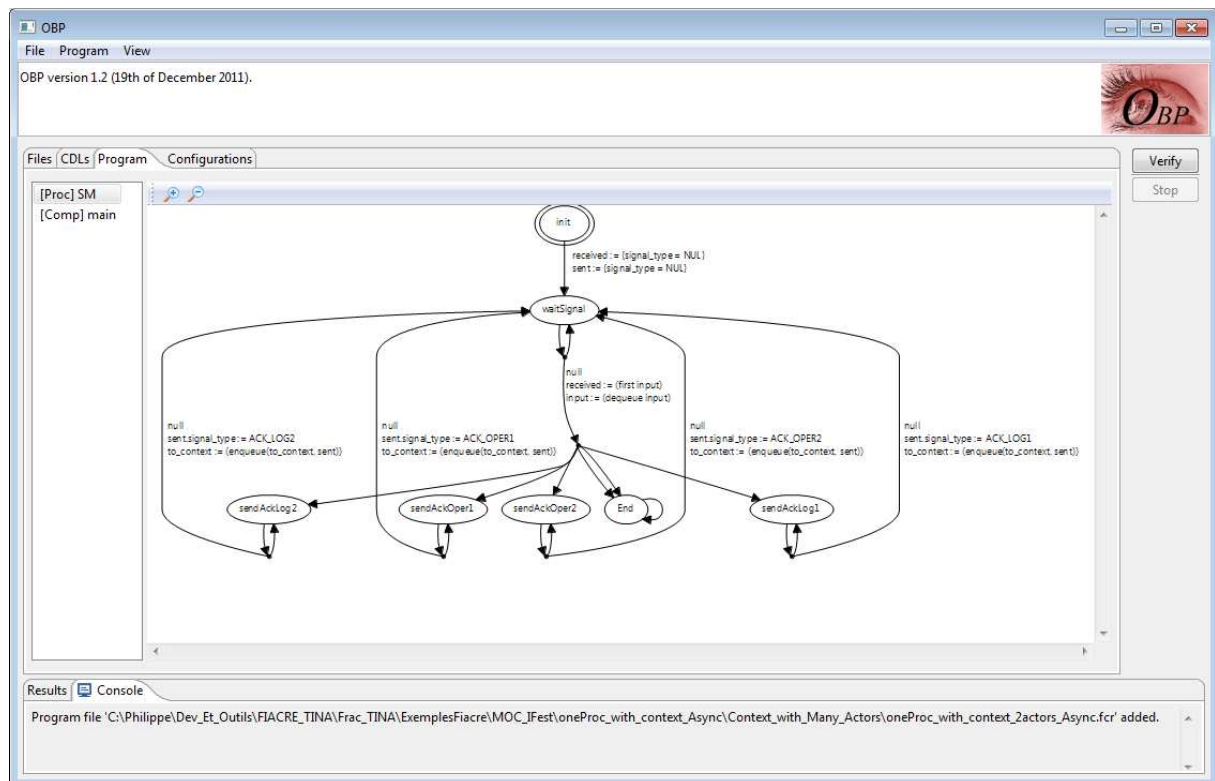 OBP
File Program View
OBP version 1.2 (19th of December 2011).
OBP
Files CDLs Program Configurations
Verify
Stop
[Proc] SM
[Comp] main
init
received := {signal_type = NUL}
sent := {signal_type = NUL}
waitSignal
null
received := (first input)
input := (dequeue input)
null
sent.signal_type := ACK_LOG2
to_context := (enqueue(to_context, sent))
null
sent.signal_type := ACK_OPER1
to_context := (enqueue(to_context, sent))
null
sent.signal_type := ACK_OPER2
to_context := (enqueue(to_context, sent))
null
sent.signal_type := ACK_LOG1
to_context := (enqueue(to_context, sent))
sendAckLog2
sendAckOper1
sendAckOper2
End
sendAckLog1
Results Console
Program file 'C:\Philippe\Dev_Et_Outils\FIACRE_TINA\Frac_TINA\ExemplesFiacre\MOC_IFest\oneProc_with_context_Async\Context_with_Many_Actors\oneProc_with_context_2actors_Async.fcr' added.